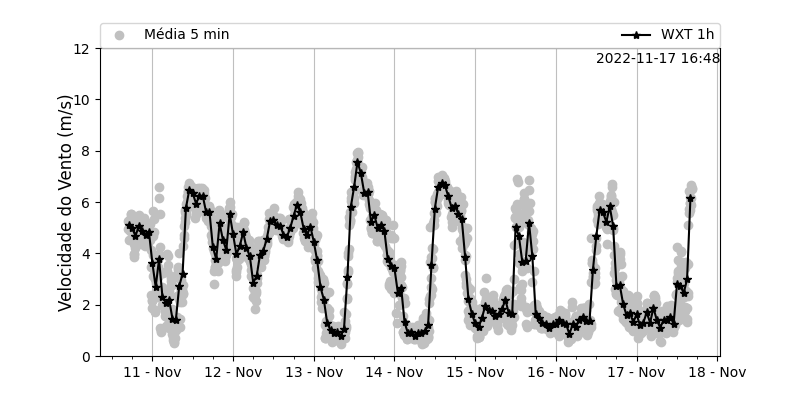 Média 5 min
WXT 1h
2022-11-17 16:48
Velocidade do Vento (m/s)
12
10
8
6
4
2
0
11 - Nov
12 - Nov
13 - Nov
14 - Nov
15 - Nov
16 - Nov
17 - Nov
18 - Nov